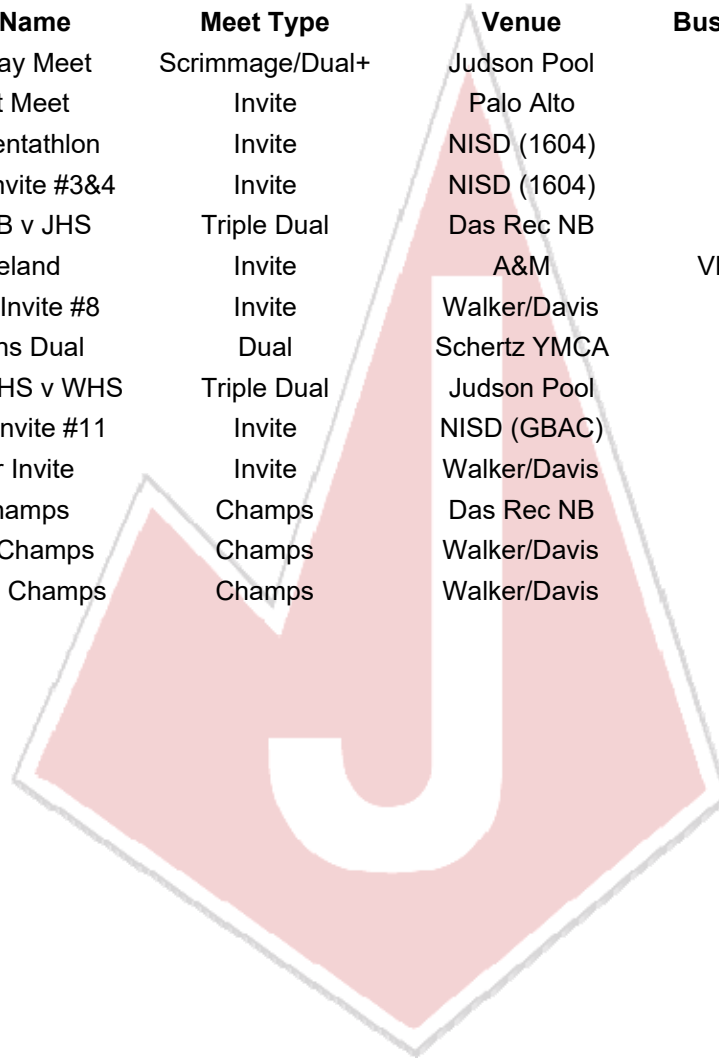 Name Meet Type Venue Bus
ay Meet Scrimmage/Dual+ Judson Pool
t Meet Invite Palo Alto
entathlon Invite NISD (1604)
nvite #3&4 Invite NISD (1604)
B v JHS Triple Dual Das Rec NB
eland Invite A&M
Invite #8 Invite Walker/Davis
ns Dual Dual Schertz YMCA
HS v WHS Triple Dual Judson Pool
nvite #11 Invite NISD (GBAC)
r Invite Invite Walker/Davis
hamps Champs Das Rec NB
Champs Champs Walker/Davis
Champs Champs Walker/Davis
J